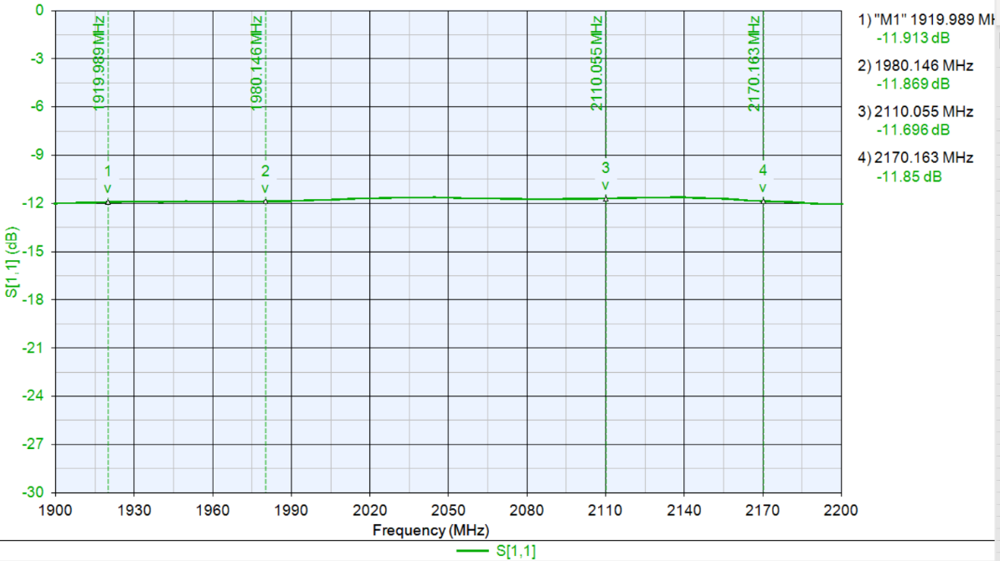 0
-3
-6
-9
-12
-15
-18
-21
-24
-27
-30
S[1,1] (dB)
1919.989 MHz
1980.146 MHz
2110.055 MHz
2170.163 MHz
1
2
3
4
v
v
v
v
1900
1930
1960
1990
2020
2050
2080
2110
2140
2170
2200
Frequency (MHz)
S[1,1]
1) "M1" 1919.989
-11.913 dB
2) 1980.146 MHz
-11.869 dB
3) 2110.055 MHz
-11.696 dB
4) 2170.163 MHz
-11.85 dB